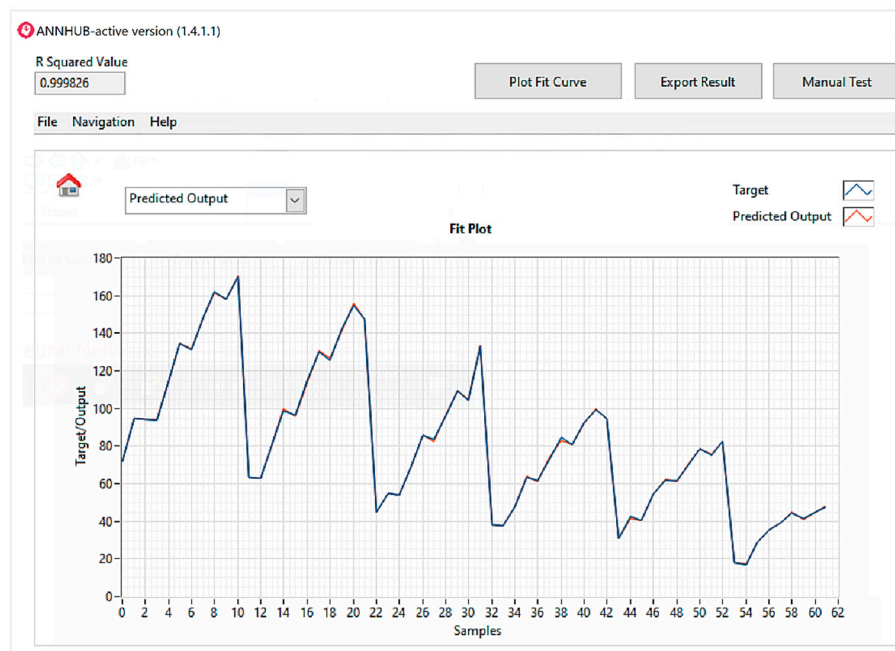 ANNHUB-active version (1.4.1.1)
R Squared Value
0.999826
Plot Fit Curve Export Result Manual Test
File Navigation Help
Predicted Output
Target
Predicted Output
Fit Plot
180
160
140
120
100
80
60
40
20
0
Target/Output
0 2 4 6 8 10 12 14 16 18 20 22 24 26 28 30 32 34 36 38 40 42 44 46 48 50 52 54 56 58 60 62
Samples